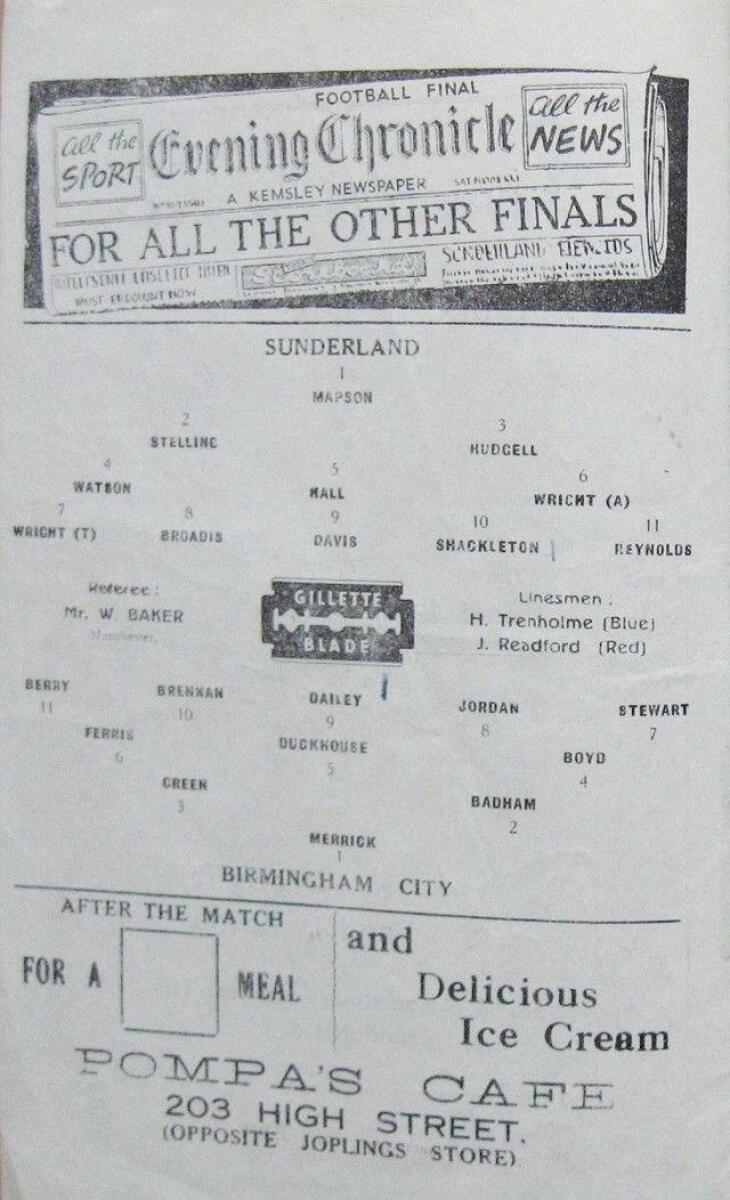 FOOTBALL FINAL
all the SPORT
Evening Chronicle
all the NEWS
A KEMSLEY NEWSPAPER
FOR ALL THE OTHER FINALS
SUNDERLAND
SUNDERLAND
1
MAPSON
2
STELLING
3
HUDGELL
4
WATSON
5
HALL
6
WRIGHT (A)
7
WRIGHT (T)
8
BROADIS
9
DAVIS
10
SHACKLETON
11
REYNOLDS
Referee :
Mr. W. BAKER
Manchester.
GILLETTE
BLADE
Linesmen :
H. Trenholme (Blue)
J. Readford (Red)
BERRY
11
BRENNAN
10
DAILEY
9
JORDAN
8
STEWART
7
FERRIS
6
DUCKHOUSE
5
BOYD
4
GREEN
3
BADHAM
2
MERRICK
1
BIRMINGHAM CITY
AFTER THE MATCH
FOR A MEAL
and
Delicious
Ice Cream
POMPA'S CAFE
203 HIGH STREET.
(OPPOSITE JOPLINGS STORE)